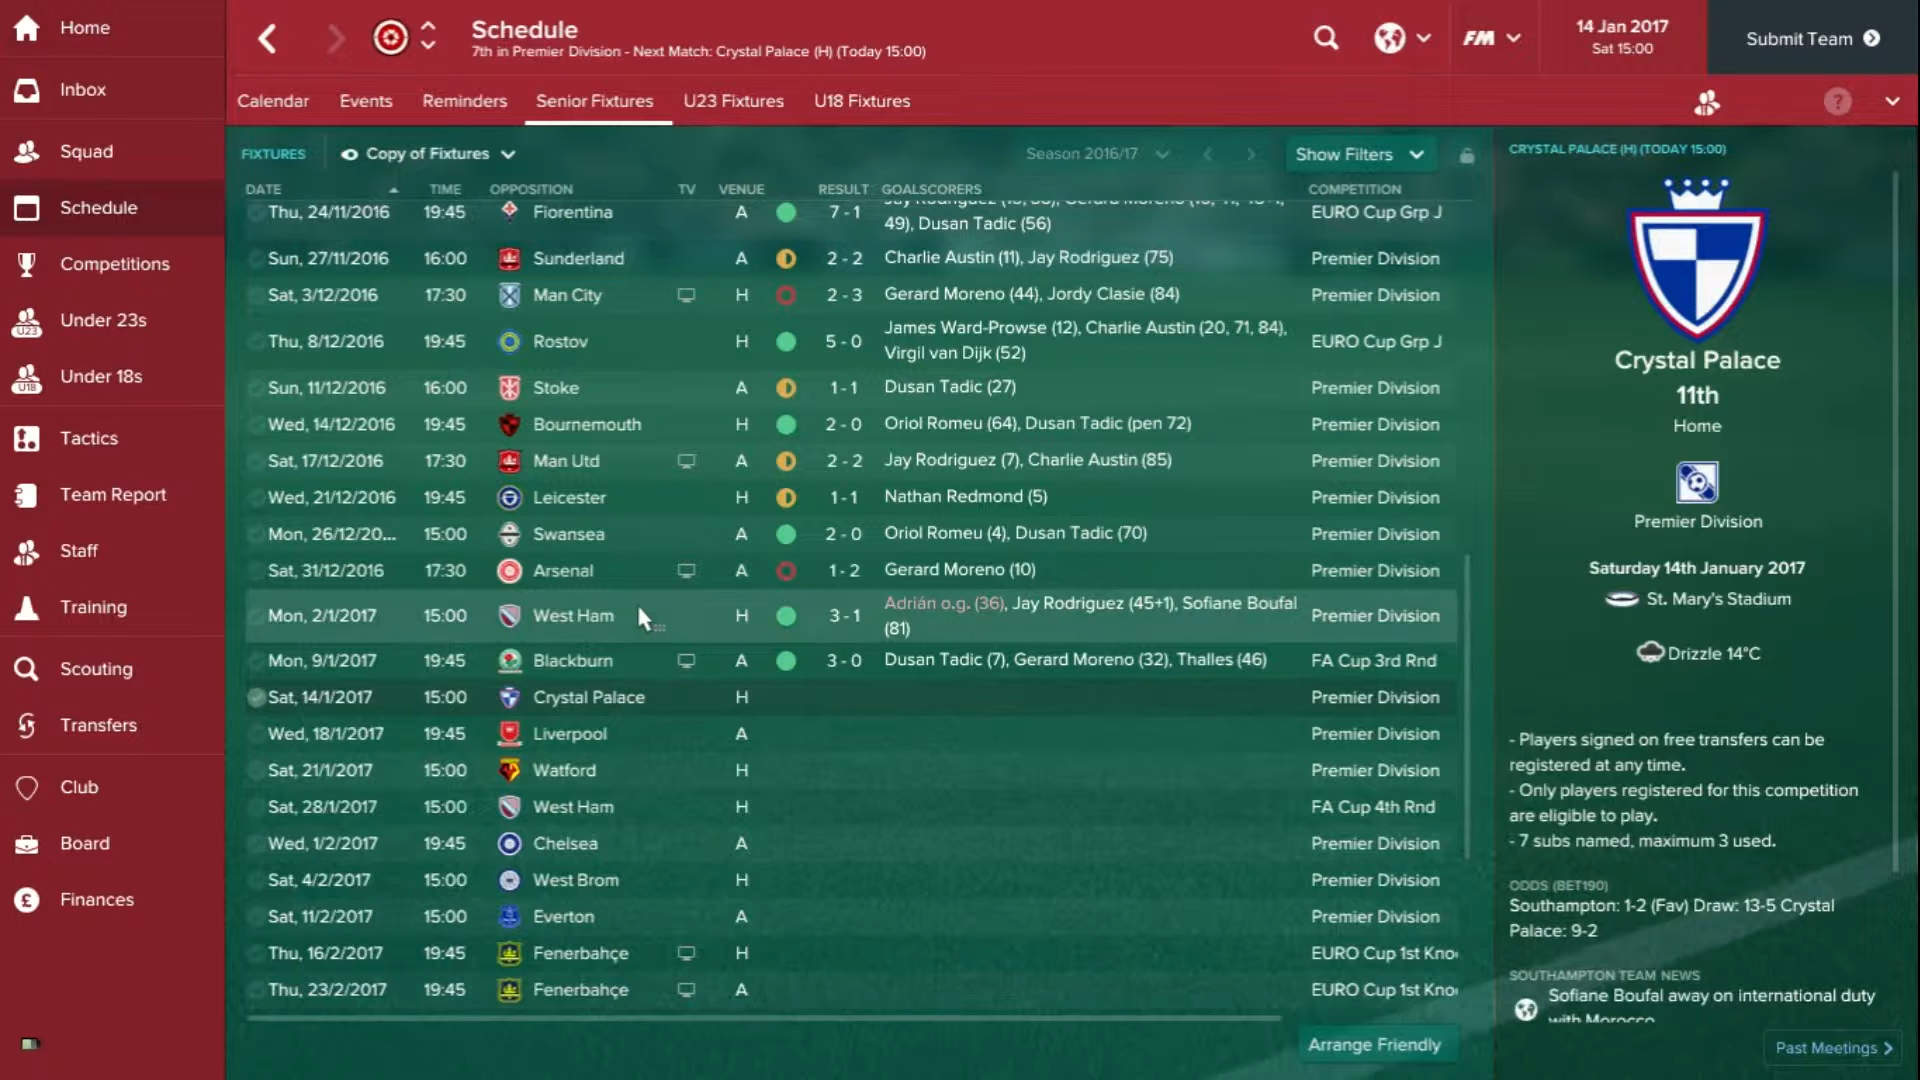 Home
Inbox
Squad
Schedule
Competitions
U23
Under 23s
U18
Under 18s
Tactics
Team Report
Staff
Training
Scouting
Transfers
Club
Board
£
Finances
Schedule
7th in Premier Division - Next Match: Crystal Palace (H) (Today 15:00)
FM
14 Jan 2017
Sat 15:00
Submit Team
Calendar Events Reminders Senior Fixtures U23 Fixtures U18 Fixtures
?
FIXTURES Copy of Fixtures Season 2016/17 Show Filters
DATE TIME OPPOSITION TV VENUE RESULT GOALSCORERS COMPETITION
Thu, 24/11/2016 19:45 Fiorentina A 7 - 1 EURO Cup Grp J
49), Dusan Tadic (56)
Sun, 27/11/2016 16:00 Sunderland A 2 - 2 Charlie Austin (11), Jay Rodriguez (75) Premier Division
Sat, 3/12/2016 17:30 Man City H 2 - 3 Gerard Moreno (44), Jordy Clasie (84) Premier Division
Thu, 8/12/2016 19:45 Rostov H 5 - 0 James Ward-Prowse (12), Charlie Austin (20, 71, 84), EURO Cup Grp J
Virgil van Dijk (52)
Sun, 11/12/2016 16:00 Stoke A 1 - 1 Dusan Tadic (27) Premier Division
Wed, 14/12/2016 19:45 Bournemouth H 2 - 0 Oriol Romeu (64), Dusan Tadic (pen 72) Premier Division
Sat, 17/12/2016 17:30 Man Utd A 2 - 2 Jay Rodriguez (7), Charlie Austin (85) Premier Division
Wed, 21/12/2016 19:45 Leicester H 1 - 1 Nathan Redmond (5) Premier Division
Mon, 26/12/20... 15:00 Swansea A 2 - 0 Oriol Romeu (4), Dusan Tadic (70) Premier Division
Sat, 31/12/2016 17:30 Arsenal A 1 - 2 Gerard Moreno (10) Premier Division
Mon, 2/1/2017 15:00 West Ham H 3 - 1 Adrián o.g. (36), Jay Rodriguez (45+1), Sofiane Boufal Premier Division
(81)
Mon, 9/1/2017 19:45 Blackburn A 3 - 0 Dusan Tadic (7), Gerard Moreno (32), Thalles (46) FA Cup 3rd Rnd
Sat, 14/1/2017 15:00 Crystal Palace H Premier Division
Wed, 18/1/2017 19:45 Liverpool A Premier Division
Sat, 21/1/2017 15:00 Watford H Premier Division
Sat, 28/1/2017 15:00 West Ham H FA Cup 4th Rnd
Wed, 1/2/2017 19:45 Chelsea A Premier Division
Sat, 4/2/2017 15:00 West Brom H Premier Division
Sat, 11/2/2017 15:00 Everton A Premier Division
Thu, 16/2/2017 19:45 Fenerbahçe H EURO Cup 1st Kno
Thu, 23/2/2017 19:45 Fenerbahçe A EURO Cup 1st Kno
Arrange Friendly
CRYSTAL PALACE (H) (TODAY 15:00)
Crystal Palace
11th
Home
Premier Division
Saturday 14th January 2017
St. Mary's Stadium
Drizzle 14°C
- Players signed on free transfers can be
registered at any time.
- Only players registered for this competition
are eligible to play.
- 7 subs named, maximum 3 used.
ODDS (BET190)
Southampton: 1-2 (Fav) Draw: 13-5 Crystal
Palace: 9-2
SOUTHAMPTON TEAM NEWS
Sofiane Boufal away on international duty
with Morocco
Past Meetings